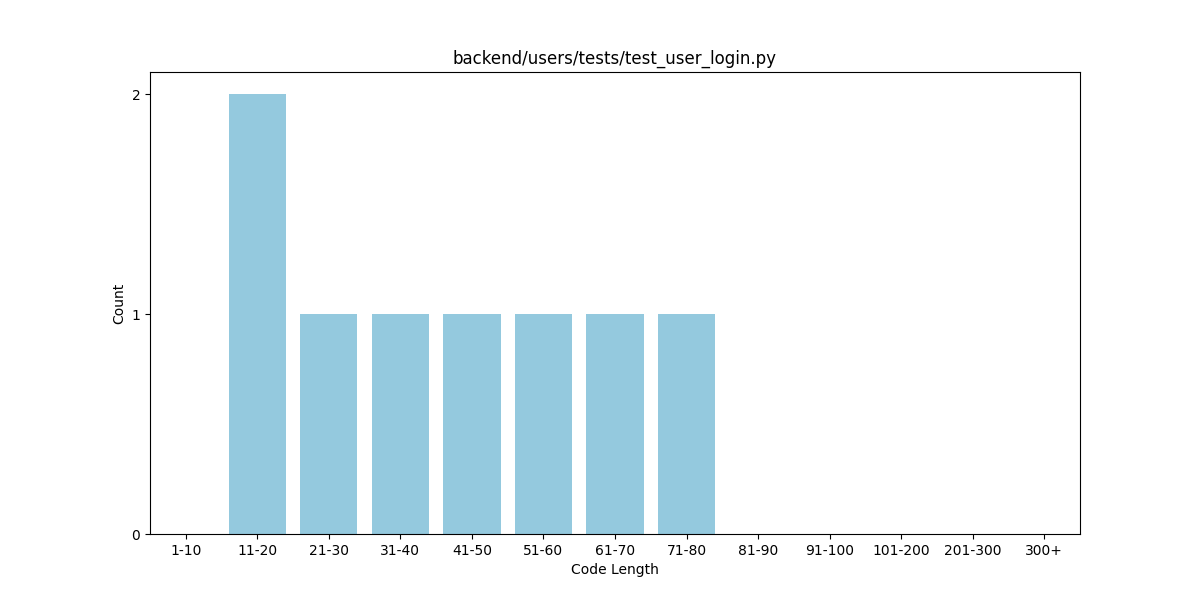 backend/users/tests/test_user_login.py
2
1
0
Count
1-10 11-20 21-30 31-40 41-50 51-60 61-70 71-80 81-90 91-100 101-200 201-300 300+
Code Length